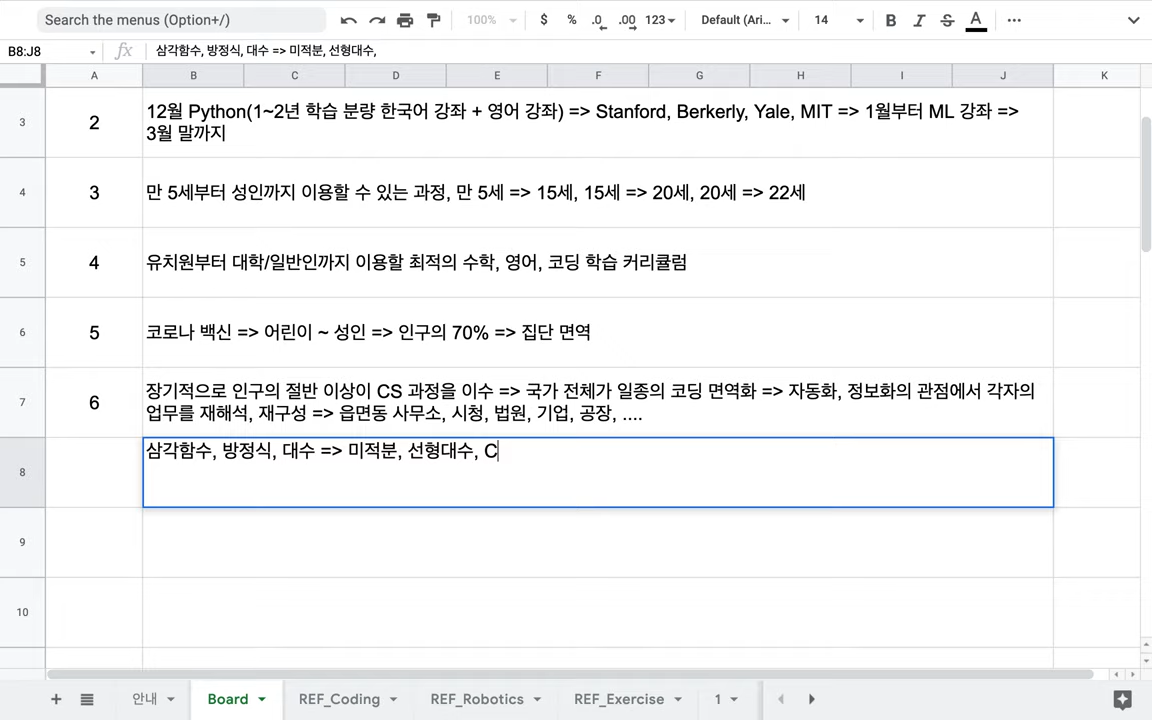 Search the menus (Option+/)
100%
$ % .0 .00 123
Default (Ari...
14
B I S A
B8:J8
fx
삼각함수, 방정식, 대수 => 미적분, 선형대수,
A B C D E F G H I J K
3
2
12월 Python(1~2년 학습 분량 한국어 강좌 + 영어 강좌) => Stanford, Berkerly, Yale, MIT => 1월부터 ML 강좌 =>
3월 말까지
4
3
만 5세부터 성인까지 이용할 수 있는 과정, 만 5세 => 15세, 15세 => 20세, 20세 => 22세
5
4
유치원부터 대학/일반인까지 이용할 최적의 수학, 영어, 코딩 학습 커리큘럼
6
5
코로나 백신 => 어린이 ~ 성인 => 인구의 70% => 집단 면역
7
6
장기적으로 인구의 절반 이상이 CS 과정을 이수 => 국가 전체가 일종의 코딩 면역화 => 자동화, 정보화의 관점에서 각자의
업무를 재해석, 재구성 => 읍면동 사무소, 시청, 법원, 기업, 공장, ....
8
삼각함수, 방정식, 대수 => 미적분, 선형대수, C
9
10
안내
Board
REF_Coding
REF_Robotics
REF_Exercise
1